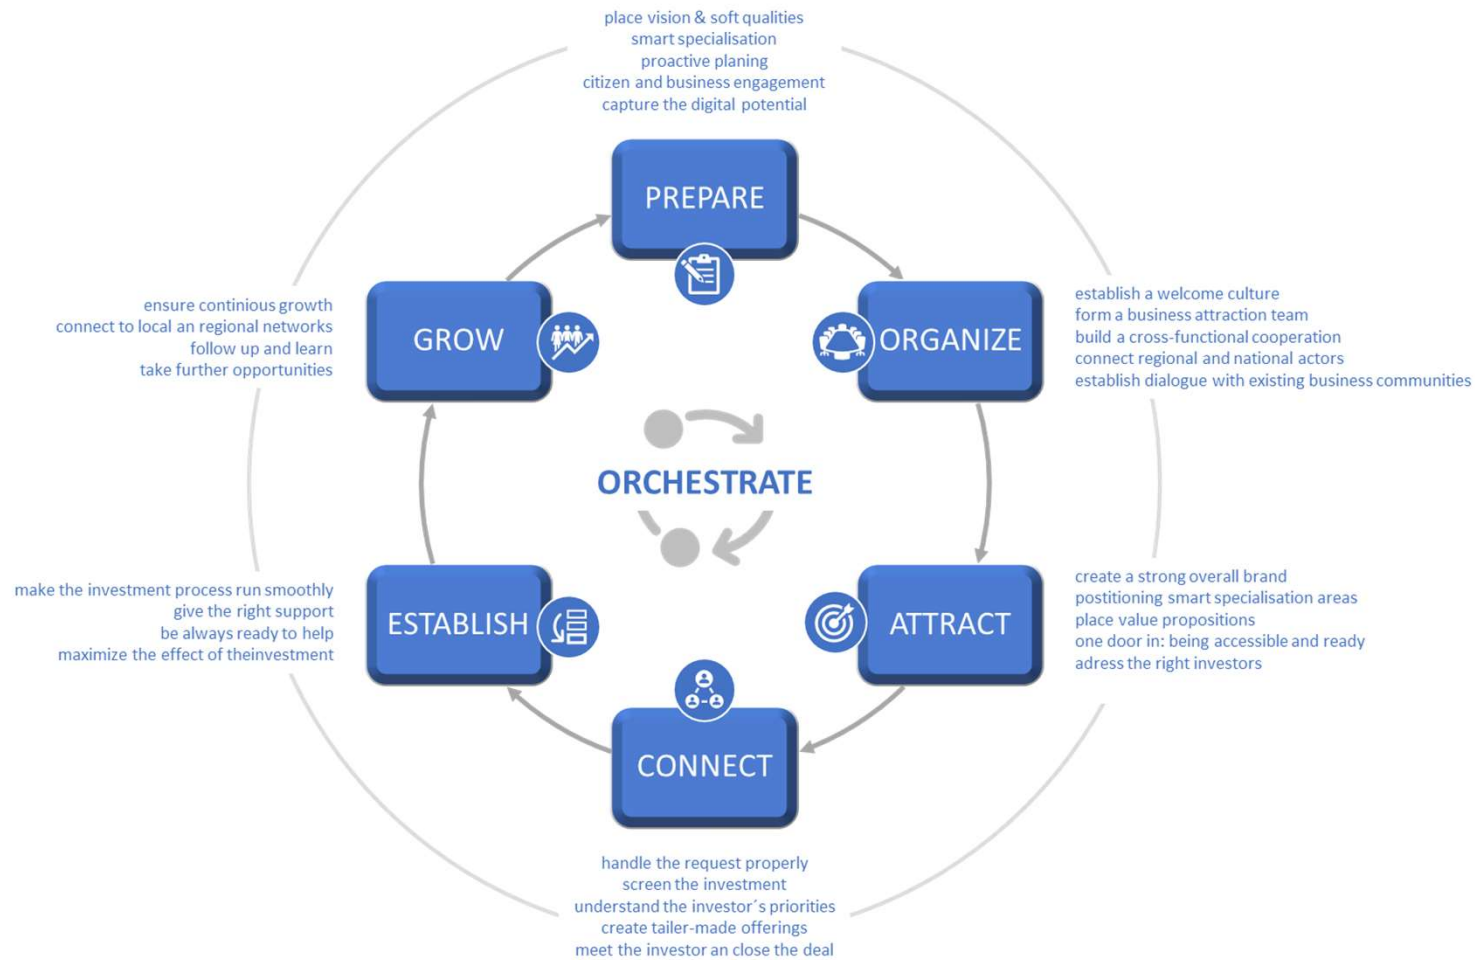 place vision & soft qualities
smart specialisation
proactive planing
citizen and business engagement
capture the digital potential
PREPARE
ORGANIZE
establish a welcome culture
form a business attraction team
build a cross-functional cooperation
connect regional and national actors
establish dialogue with existing business communities
ATTRACT
create a strong overall brand
postitioning smart specialisation areas
place value propositions
one door in: being accessible and ready
adress the right investors
CONNECT
handle the request properly
screen the investment
understand the investor´s priorities
create tailer-made offerings
meet the investor an close the deal
ESTABLISH
make the investment process run smoothly
give the right support
be always ready to help
maximize the effect of theinvestment
GROW
ensure continious growth
connect to local an regional networks
follow up and learn
take further opportunities
ORCHESTRATE